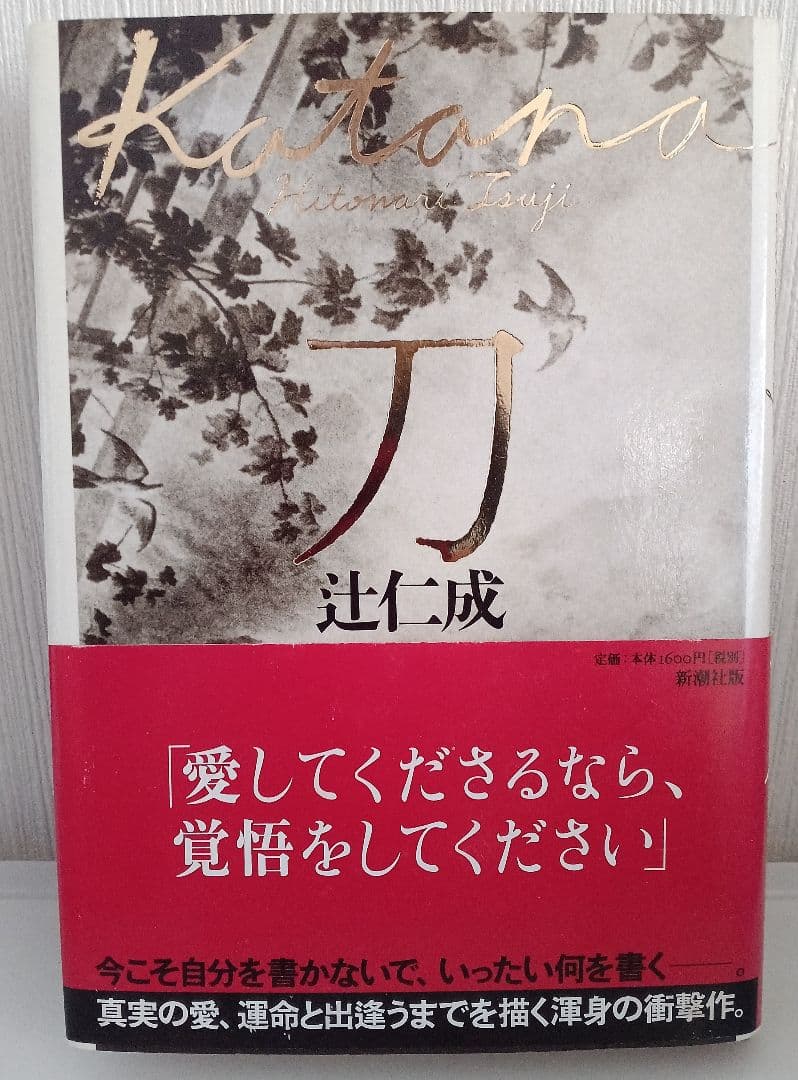 Katana
Hitonari Tsuji
刀
辻仁成
定価:本体1600円[税別]
新潮社版
「愛してくださるなら、
覚悟をしてください」
今こそ自分を書かないで、いったい何を書く――。
真実の愛、運命と出逢うまでを描く渾身の衝撃作。